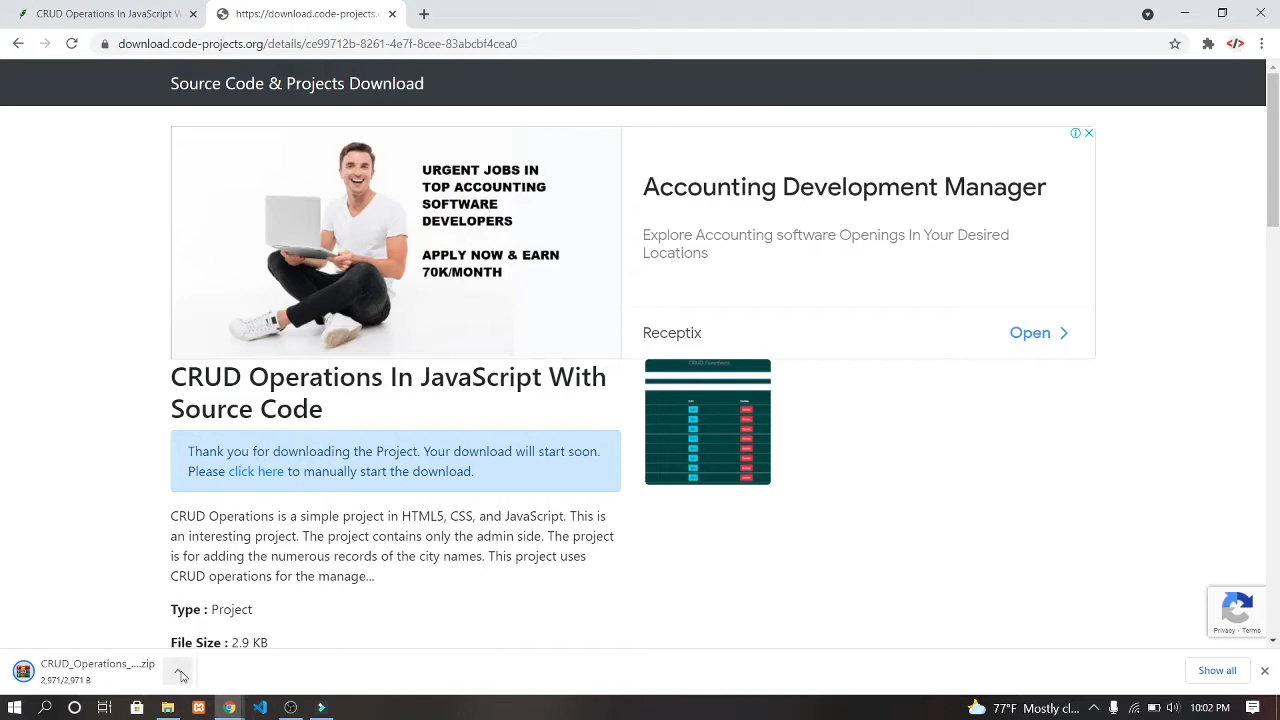 CRUD Operations In JavaScript W
https://download.code-projects.o
download.code-projects.org/details/ce99712b-8261-4e7f-8cee-83abcbf4cea0
Source Code & Projects Download
URGENT JOBS IN
TOP ACCOUNTING
SOFTWARE
DEVELOPERS
APPLY NOW & EARN
70K/MONTH
Accounting Development Manager
Explore Accounting software Openings In Your Desired
Locations
Receptix
Open
CRUD Operations In JavaScript With
Source Code
Thank you for downloading the Project. Your download will start soon.
Please click here to manually start the download.
CRUD Operations is a simple project in HTML5, CSS, and JavaScript. This is
an interesting project. The project contains only the admin side. The project
is for adding the numerous records of the city names. This project uses
CRUD operations for the manage...
Type : Project
File Size : 2.9 KB
Privacy - Terms
CRUD_Operations_....zip
2,971/2,971 B
Show all
77°F Mostly cl...
10:02 PM